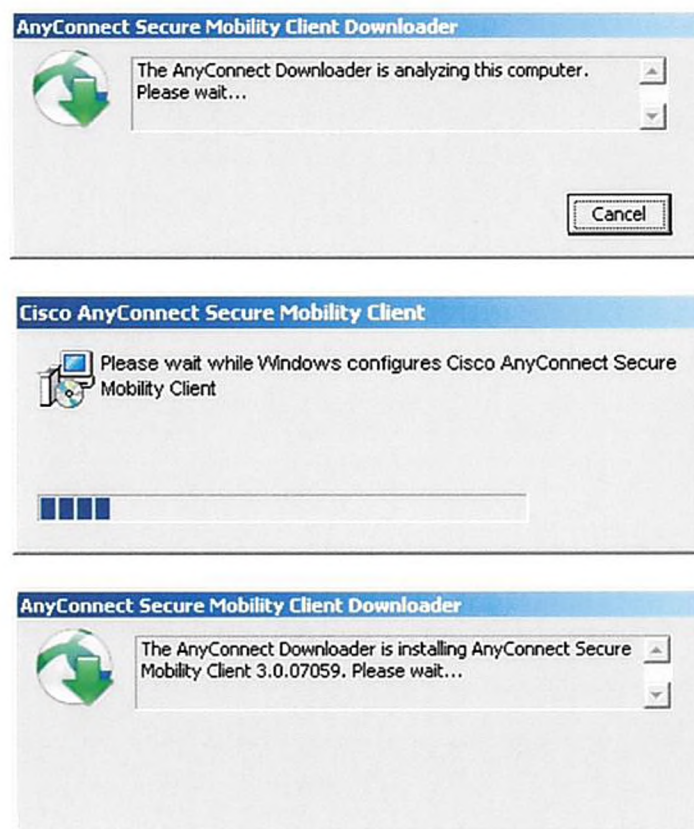 AnyConnect Secure Mobility Client Downloader
The AnyConnect Downloader is analyzing this computer.
Please wait...
Cancel
Cisco AnyConnect Secure Mobility Client
Please wait while Windows configures Cisco AnyConnect Secure
Mobility Client
AnyConnect Secure Mobility Client Downloader
The AnyConnect Downloader is installing AnyConnect Secure
Mobility Client 3.0.07059. Please wait...